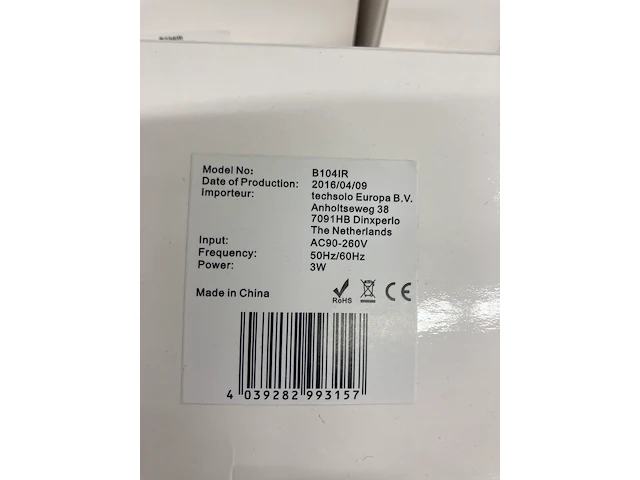 Model No: B104IR
Date of Production: 2016/04/09
Importeur: techsolo Europa B.V.
Anholtseweg 38
7091HB Dinxperlo
The Netherlands
Input: AC90-260V
Frequency: 50Hz/60Hz
Power: 3W
Made in China
RoHS CE
4 039282 993157